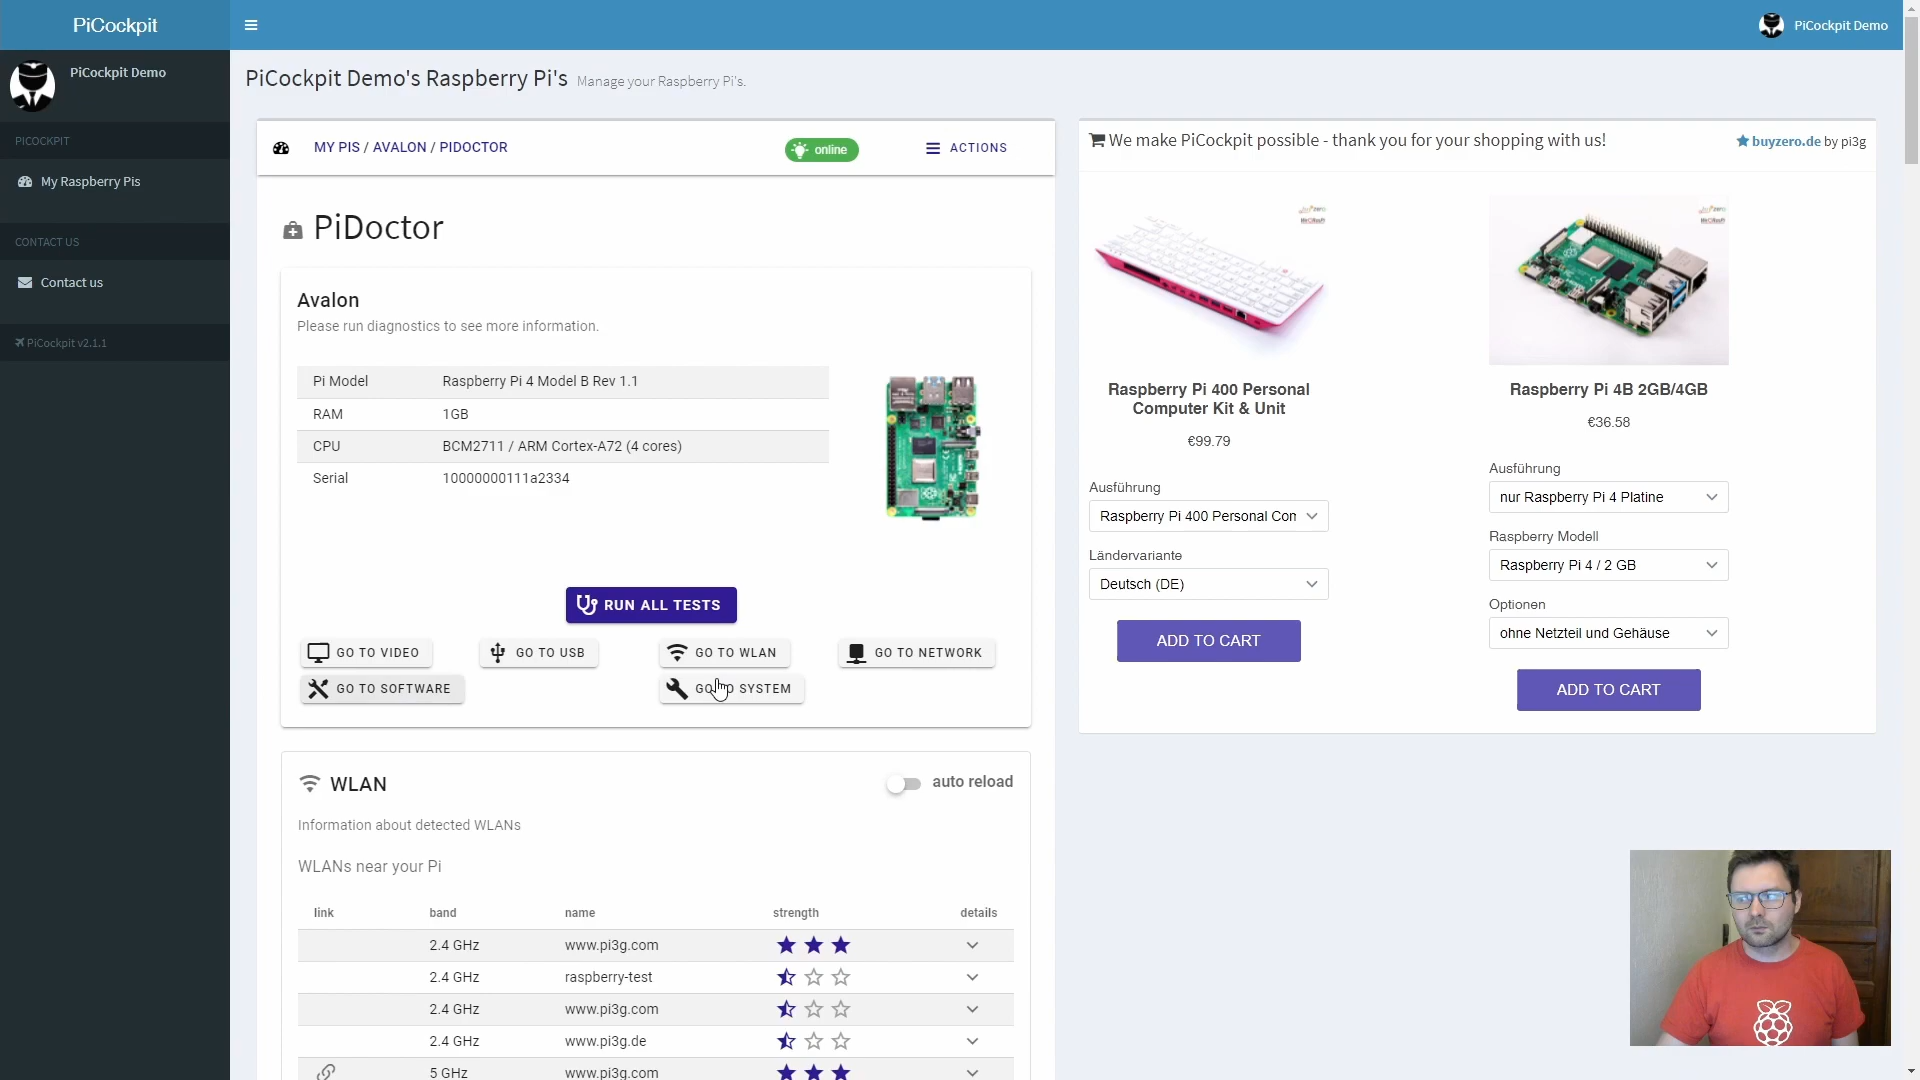 PiCockpit
PiCockpit Demo
PiCockpit Demo
PICOCKPIT
My Raspberry Pis
CONTACT US
Contact us
PiCockpit v2.1.1
PiCockpit Demo's Raspberry Pi's Manage your Raspberry Pi's.
MY PIS / AVALON / PIDOCTOR
online
ACTIONS
PiDoctor
Avalon
Please run diagnostics to see more information.
Pi Model Raspberry Pi 4 Model B Rev 1.1
RAM 1GB
CPU BCM2711 / ARM Cortex-A72 (4 cores)
Serial 10000000111a2334
RUN ALL TESTS
GO TO VIDEO
GO TO USB
GO TO WLAN
GO TO NETWORK
GO TO SOFTWARE
GO TO SYSTEM
WLAN
auto reload
Information about detected WLANs
WLANs near your Pi
link band name strength details
2.4 GHz www.pi3g.com
2.4 GHz raspberry-test
2.4 GHz www.pi3g.com
2.4 GHz www.pi3g.de
5 GHz www.pi3g.com
We make PiCockpit possible - thank you for your shopping with us!
buyzero.de by pi3g
Raspberry Pi 400 Personal
Computer Kit & Unit
€99.79
Ausführung
Raspberry Pi 400 Personal Com
Ländervariante
Deutsch (DE)
ADD TO CART
Raspberry Pi 4B 2GB/4GB
€36.58
Ausführung
nur Raspberry Pi 4 Platine
Raspberry Modell
Raspberry Pi 4 / 2 GB
Optionen
ohne Netzteil und Gehäuse
ADD TO CART